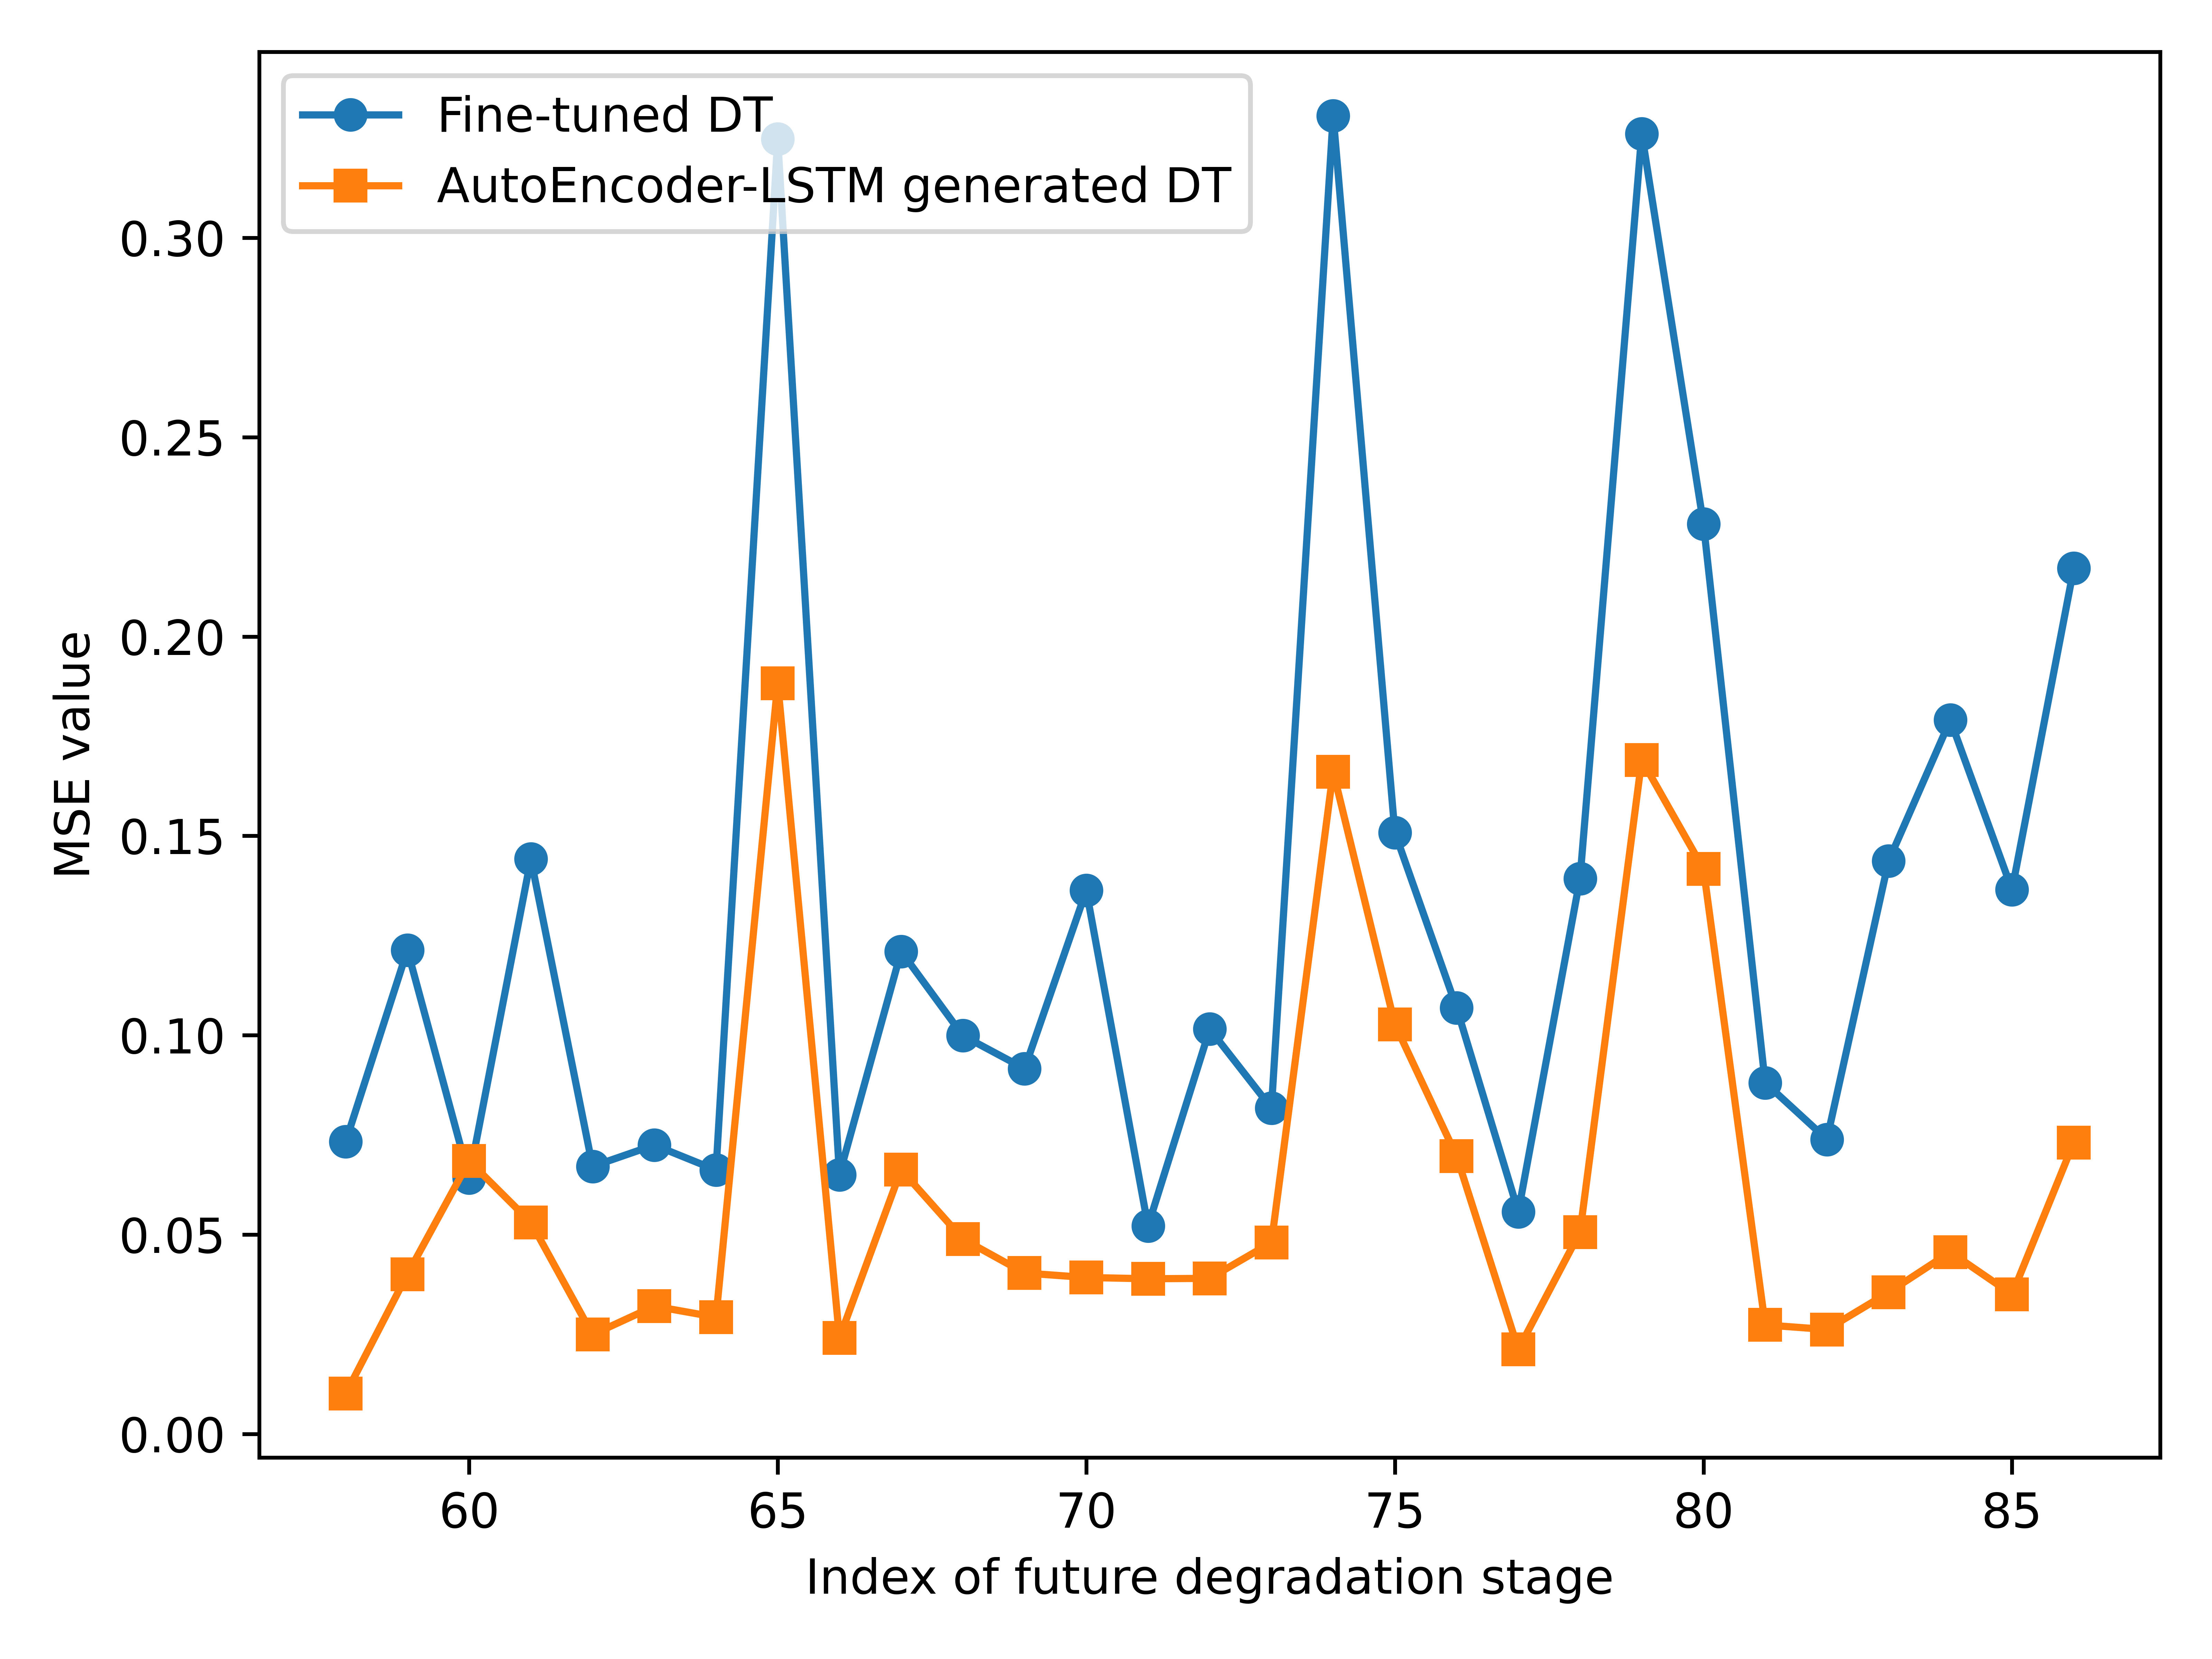 Fine-tuned DT
AutoEncoder-LSTM generated DT
0.30
0.25
0.20
0.15
0.10
0.05
0.00
MSE value
60 65 70 75 80 85
Index of future degradation stage